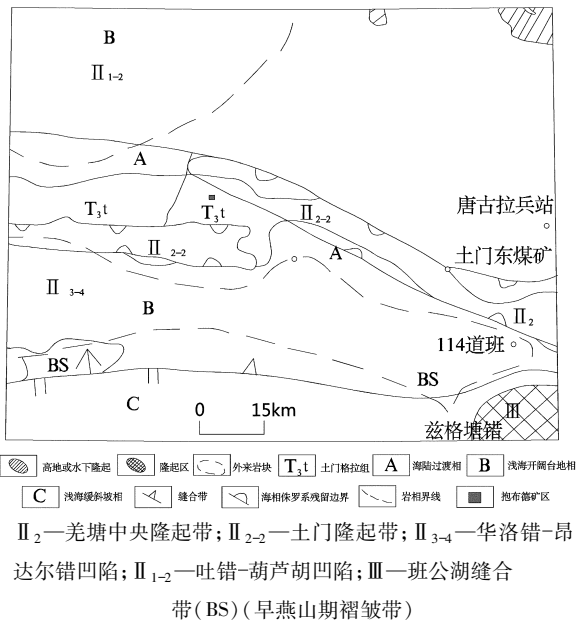 B
Ⅱ₁₋₂
A
T₃t
T₃t
Ⅱ₂₋₂
唐古拉兵站
Ⅱ₂₋₂
A
土门东煤矿
Ⅱ₃₋₄
B
Ⅱ₂
114道班
BS
BS
C
0 15km
Ⅲ
兹格塘错
高地或水下隆起 隆起区 外来岩块 T₃t 土门格拉组 A 海陆过渡相 B 浅海开阔台地相
C 浅海缓斜坡相 缝合带 海相侏罗系残留边界 岩相界线 抱布德矿区
Ⅱ₂—羌塘中央隆起带;Ⅱ₂₋₂—土门隆起带;Ⅱ₃₋₄—华洛错-昂
达尔错凹陷;Ⅱ₁₋₂—吐错-葫芦胡凹陷;Ⅲ—班公湖缝合
带(BS)(早燕山期褶皱带)